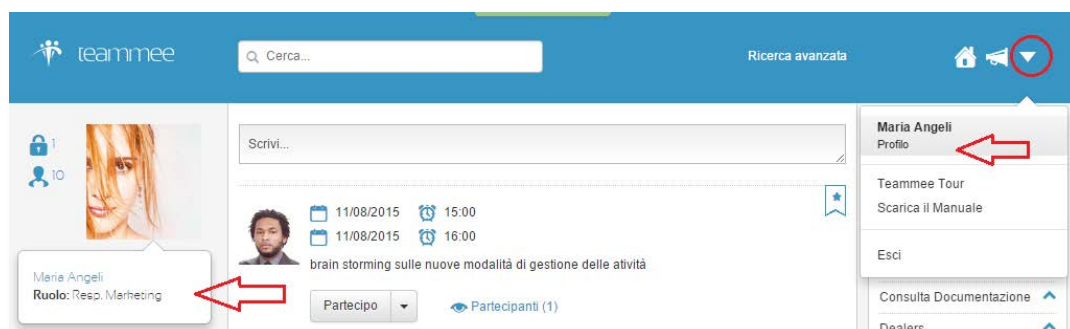 teammee
Cerca...
Ricerca avanzata
1
10
Maria Angeli
Ruolo: Resp. Marketing
Scrivi...
11/08/2015 15:00
11/08/2015 16:00
brain storming sulle nuove modalità di gestione delle atività
Partecipo
Partecipanti (1)
Maria Angeli
Profilo
Teammee Tour
Scarica il Manuale
Esci
Consulta Documentazione
Dealers